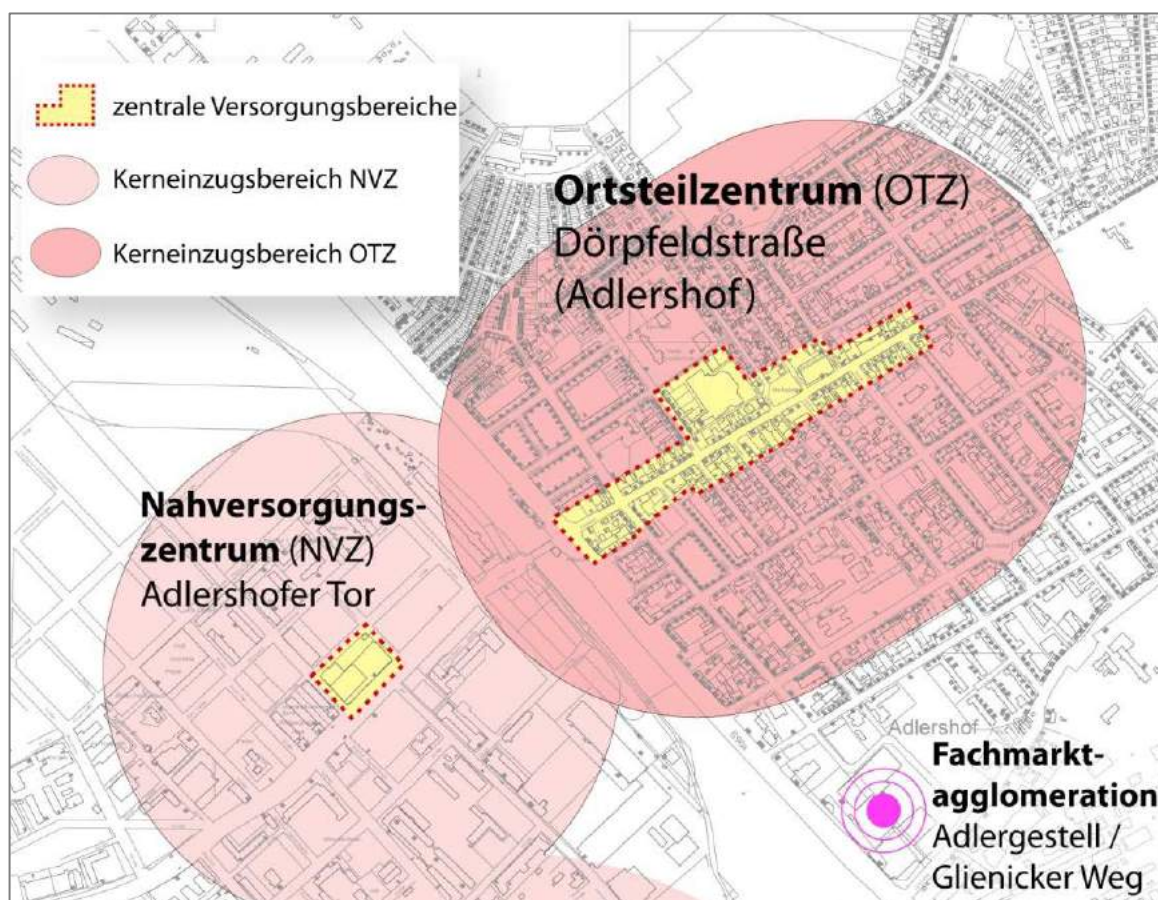 zentrale Versorgungsbereiche
Kerneinzugsbereich NVZ
Kerneinzugsbereich OTZ
Ortsteilzentrum (OTZ)
Dörpfeldstraße
(Adlershof)
Nahversorgungs-
zentrum (NVZ)
Adlershofer Tor
Adlershof
Fachmarkt-
agglomeration
Adlergestell /
Glienicker Weg